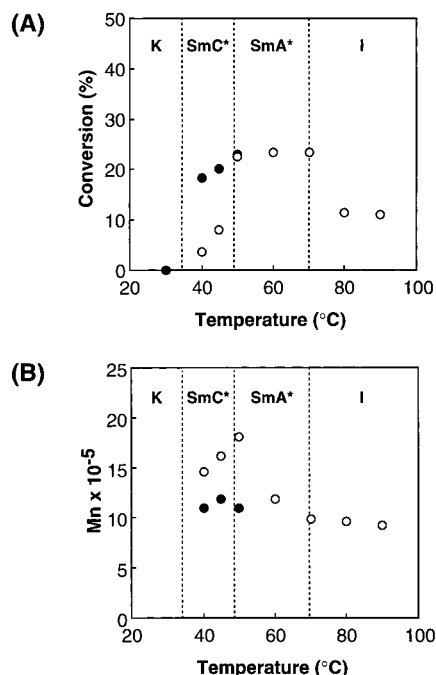 (A)
50
K SmC* SmA* I
40
30
20
10
0
Conversion (%)
20 40 60 80 100
Temperature (°C)
(B)
25
K SmC* SmA* I
20
15
10
5
0
Mn x 10-5
20 40 60 80 100
Temperature (°C)